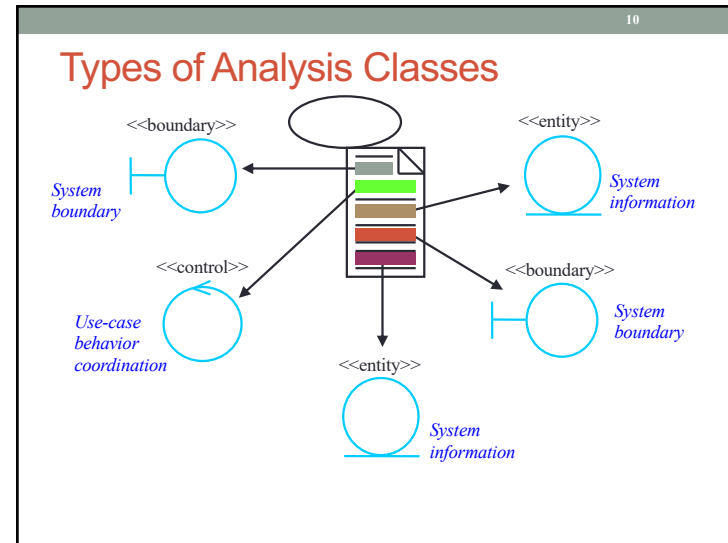 10
Types of Analysis Classes
<<boundary>>
System
boundary
<<entity>>
System
information
<<control>>
Use-case
behavior
coordination
<<boundary>>
System
boundary
<<entity>>
System
information